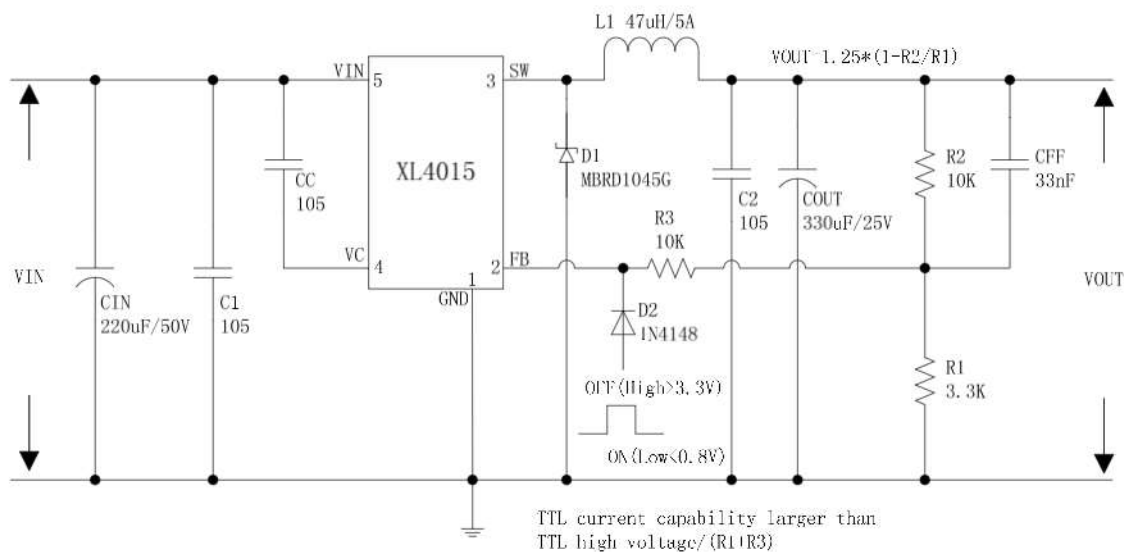 L1 47uH/5A
VOUT=1.25*(1+R2/R1)
VIN
5
3
SW
XL4015
CC
105
D1
MBRD1045G
R2
10K
CFF
33nF
C2
105
COUT
330uF/25V
R3
10K
VC
4
2
FB
1
GND
VIN
CIN
220uF/50V
C1
105
D2
1N4148
VOUT
R1
3.3K
OFF(High>3.3V)
ON(Low<0.8V)
TTL current capability larger than
TTL high voltage/(R1+R3)